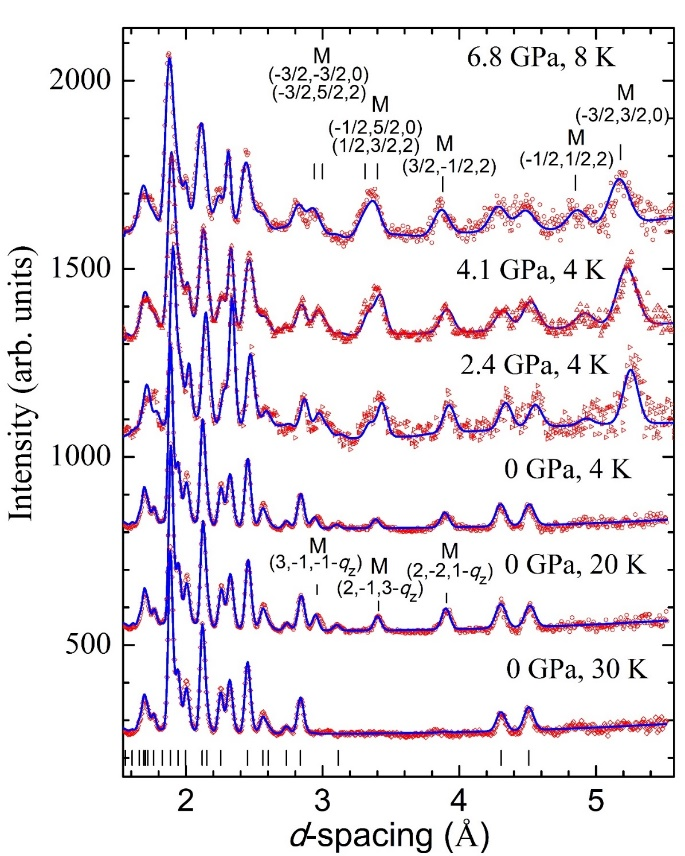 6.8 GPa, 8 K
M
(-3/2,-3/2,0)
(-3/2,5/2,2)
M
(-1/2,5/2,0)
(1/2,3/2,2)
M
(3/2,-1/2,2)
M
(-1/2,1/2,2)
M
(-3/2,3/2,0)
4.1 GPa, 4 K
2.4 GPa, 4 K
0 GPa, 4 K
M
(3,-1,-1-qz)
M
(2,-1,3-qz)
M
(2,-2,1-qz)
0 GPa, 20 K
0 GPa, 30 K
2000
1500
1000
500
Intensity (arb. units)
2 3 4 5
d-spacing (Å)